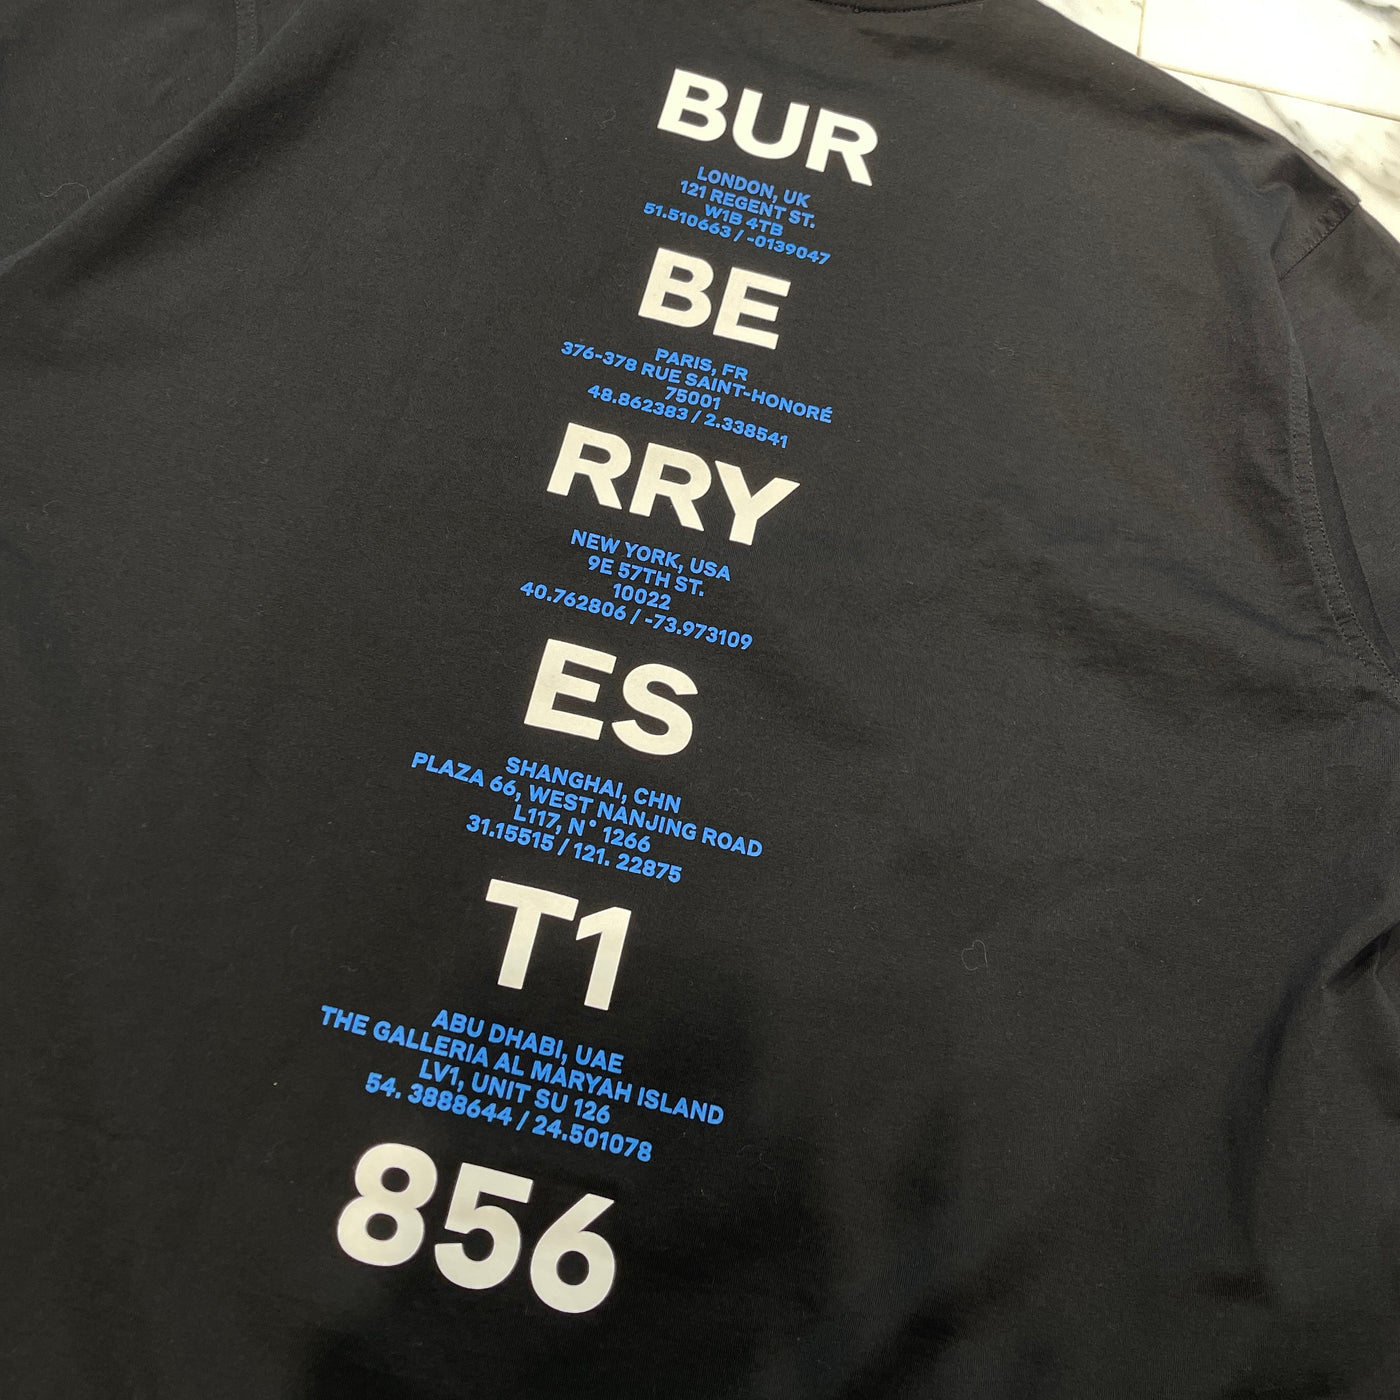 BUR
LONDON, UK
121 REGENT ST.
W1B 4TB
51.510663 / -0139047
BE
PARIS, FR
376-378 RUE SAINT-HONORÉ
75001
48.862383 / 2.338541
RRY
NEW YORK, USA
9E 57TH ST.
10022
40.762806 / -73.973109
ES
SHANGHAI, CHN
PLAZA 66, WEST NANJING ROAD
L117, N° 1266
31.15515 / 121. 22875
T1
ABU DHABI, UAE
THE GALLERIA AL MARYAH ISLAND
LV1, UNIT SU 126
54. 3888644 / 24.501078
856